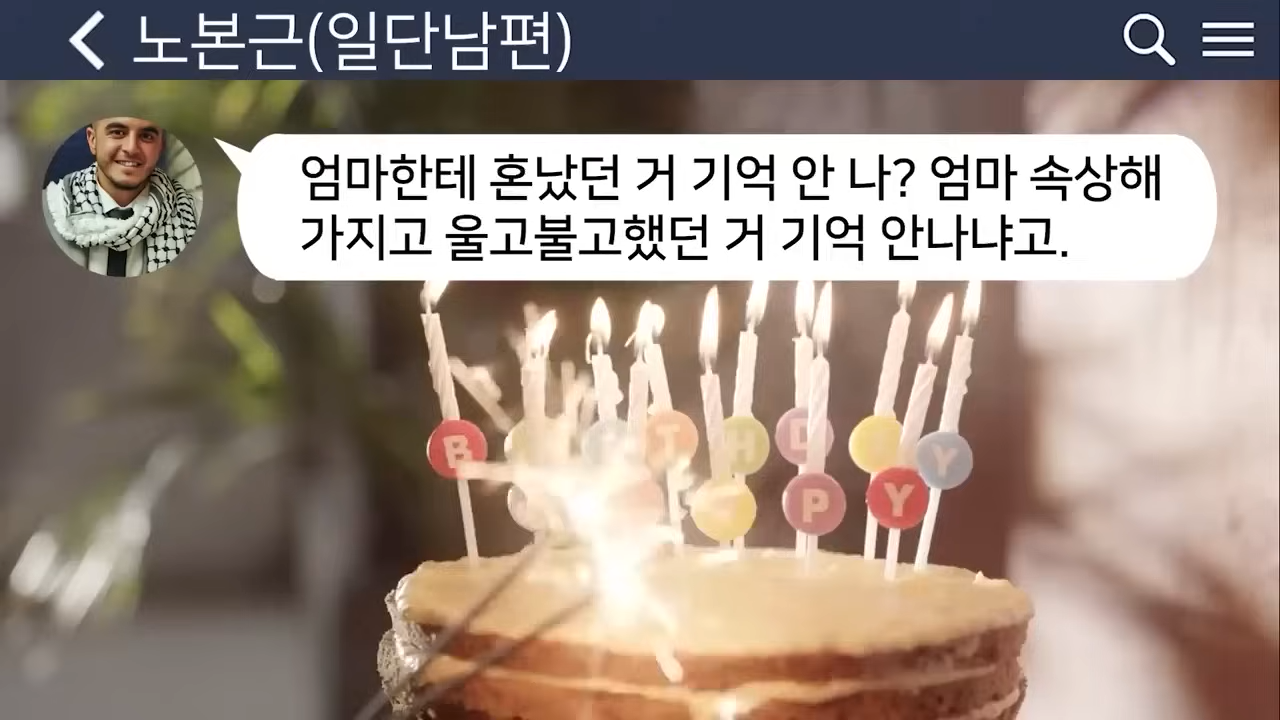 노본근(일단남편)
엄마한테 혼났던 거 기억 안 나? 엄마 속상해
가지고 울고불고했던 거 기억 안나냐고.
B T H D Y
P Y